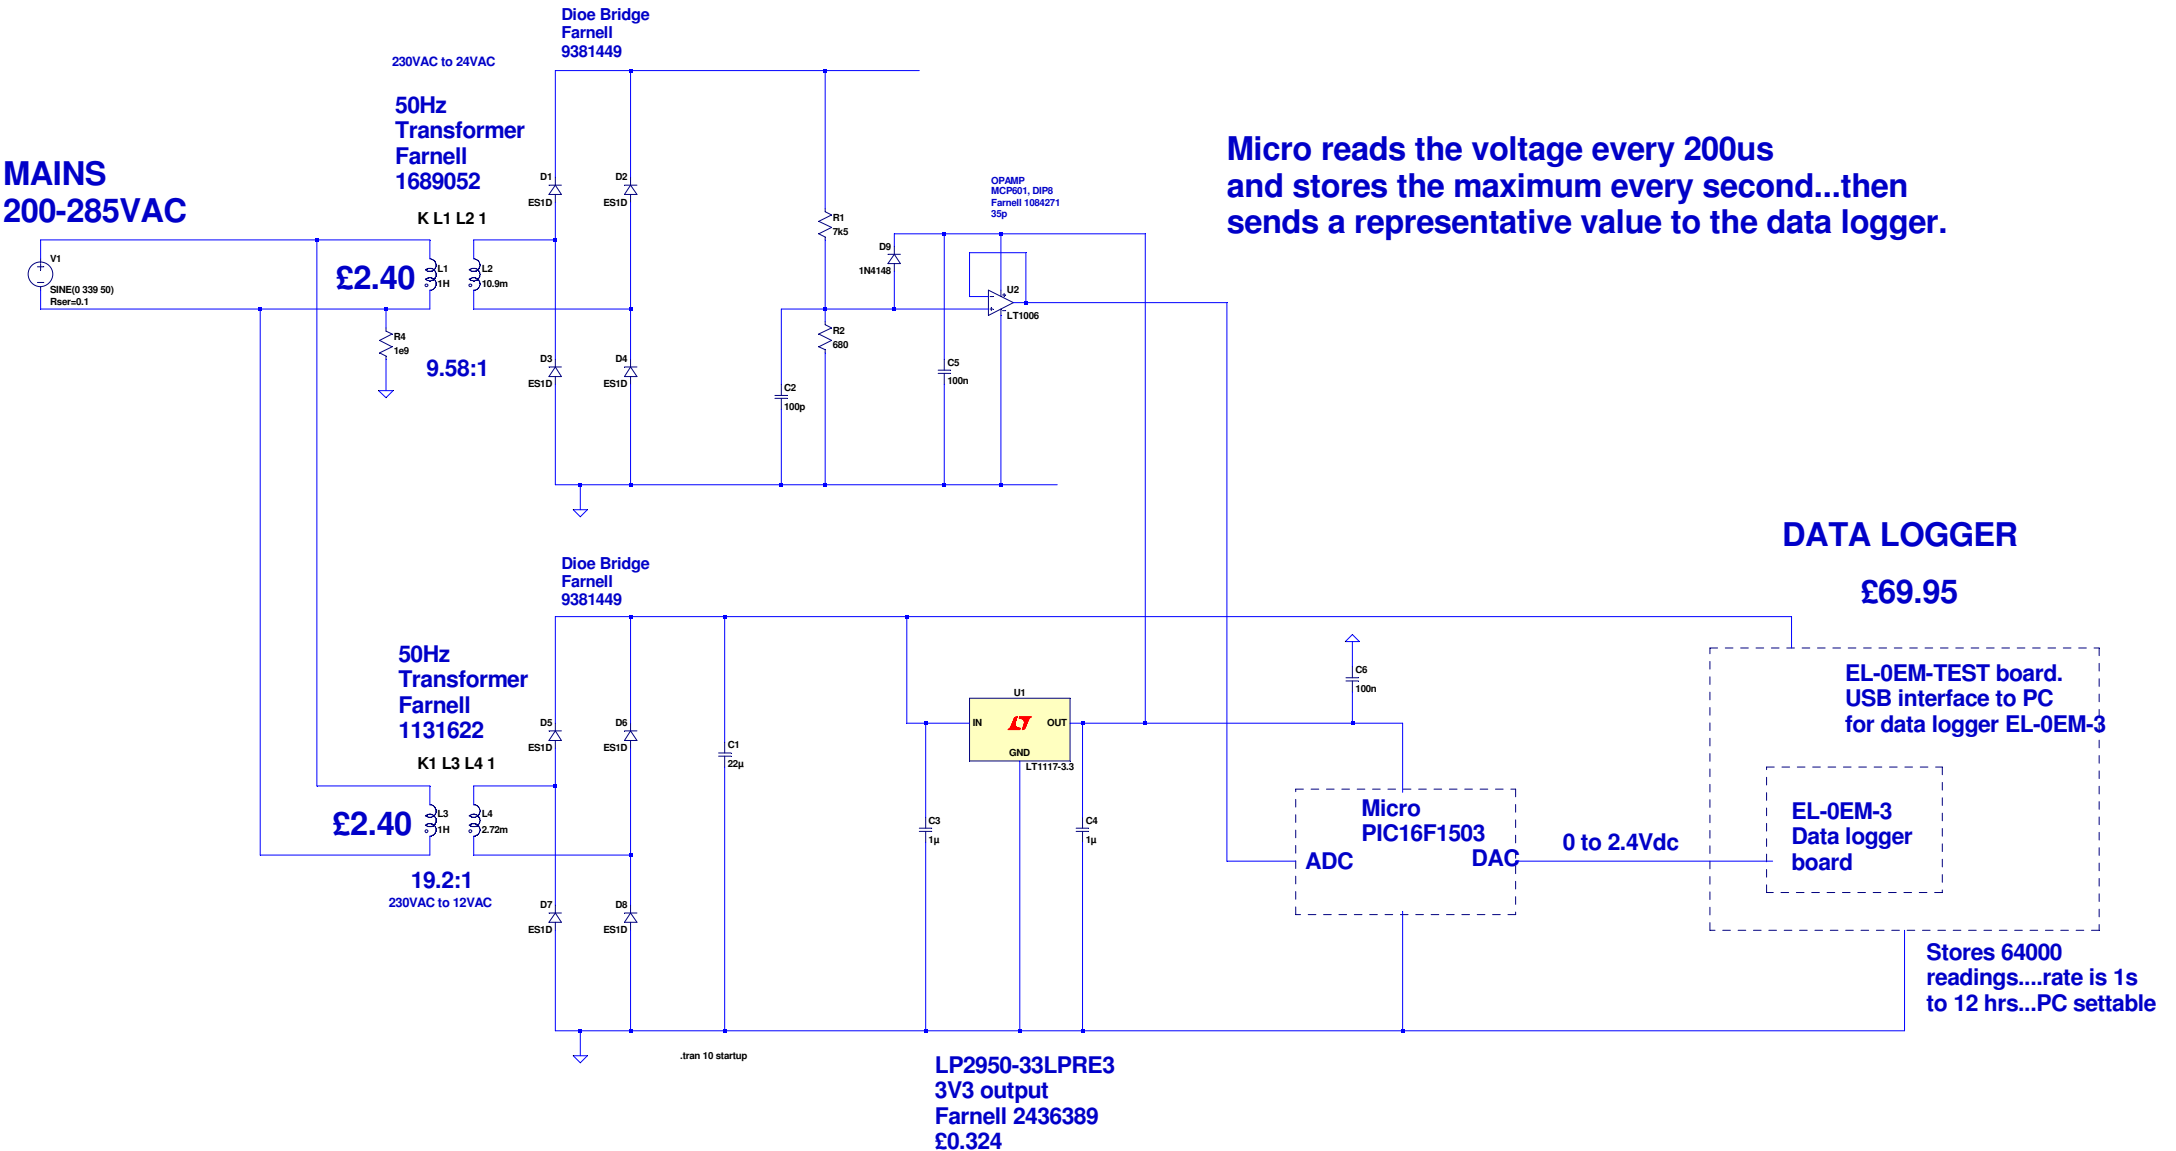 Dioe Bridge
Farnell
9381449
230VAC to 24VAC
50Hz
Transformer
Farnell
1689052
MAINS
200-285VAC
K L1 L2 1
V1
SINE(0 339 50)
Rser=0.1
£2.40
L1
1H
L2
10.9m
R4
1e9
9.58:1
D1
ES1D
D2
ES1D
D3
ES1D
D4
ES1D
R1
7k5
R2
680
C2
100p
D9
1N4148
C5
100n
OPAMP
MCP601, DIP8
Farnell 1084271
35p
U2
LT1006
Micro reads the voltage every 200us
and stores the maximum every second...then
sends a representative value to the data logger.
DATA LOGGER
£69.95
Dioe Bridge
Farnell
9381449
50Hz
Transformer
Farnell
1131622
K1 L3 L4 1
£2.40
L3
1H
L4
2.72m
19.2:1
230VAC to 12VAC
D5
ES1D
D6
ES1D
D7
ES1D
D8
ES1D
C1
22µ
C3
1µ
U1
IN
OUT
GND
LT1117-3.3
C4
1µ
C6
100n
Micro
PIC16F1503
ADC
DAC
0 to 2.4Vdc
EL-0EM-TEST board.
USB interface to PC
for data logger EL-0EM-3
EL-0EM-3
Data logger
board
Stores 64000
readings....rate is 1s
to 12 hrs...PC settable
.tran 10 startup
LP2950-33LPRE3
3V3 output
Farnell 2436389
£0.324